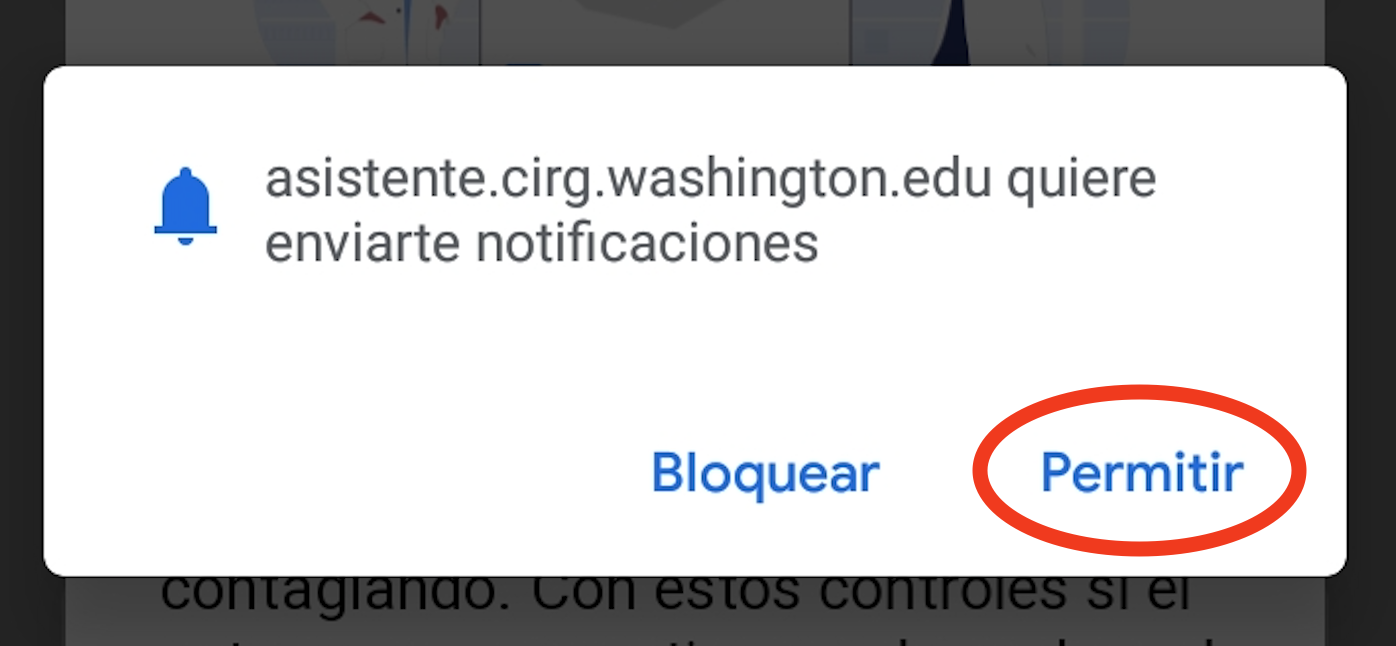 asistente.cirg.washington.edu quiere
enviarte notificaciones
Bloquear
Permitir
contagiando. Con estos controles si el